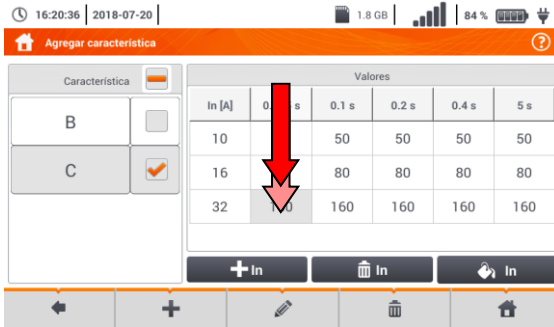 16:20:36 2018-07-20 1.8 GB 84 %
Agregar característica ?
Característica
B
C
Valores
In [A] 0.1 s 0.2 s 0.4 s 5 s
10 50 50 50 50
16 80 80 80 80
32 160 160 160 160
In In In